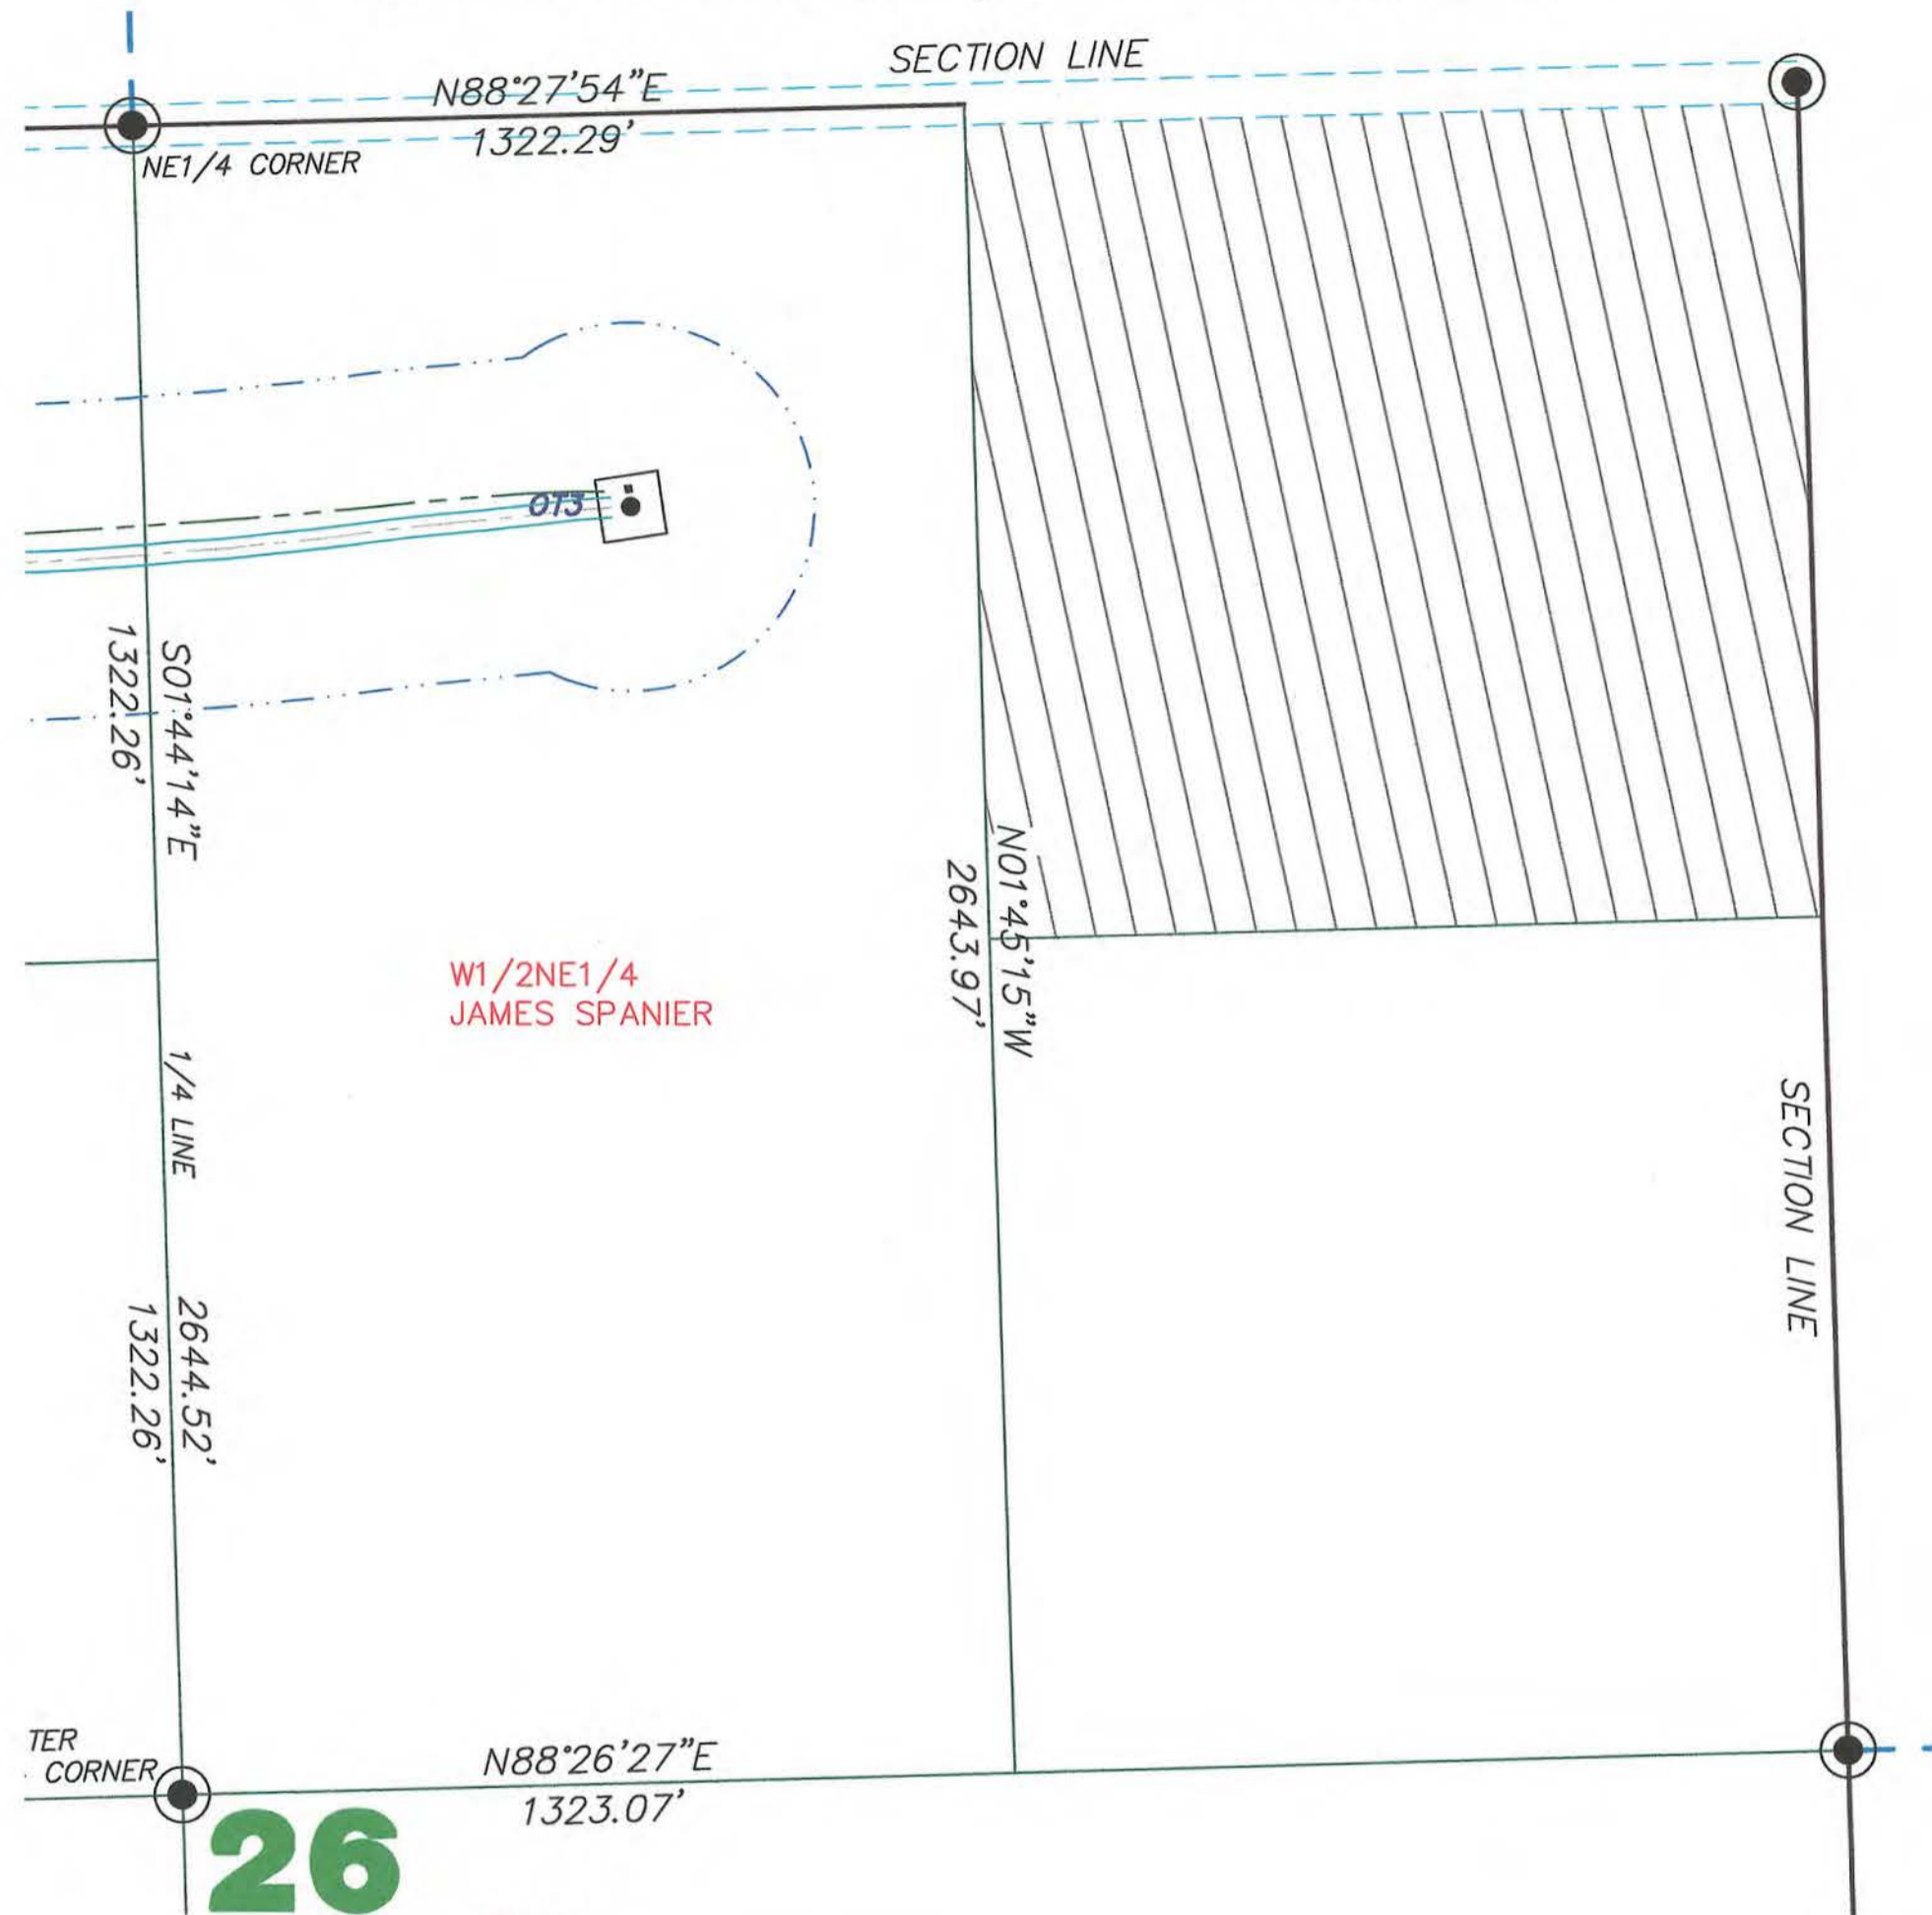 SECTION LINE
N88°27'54"E
1322.29'
NE1/4 CORNER
OT3
S01°44'14"E
1322.26'
N01°45'15"W
2643.97'
W1/2NE1/4
JAMES SPANIER
1/4 LINE
SECTION LINE
2644.52'
1322.26'
TER
CORNER
N88°26'27"E
1323.07'
26